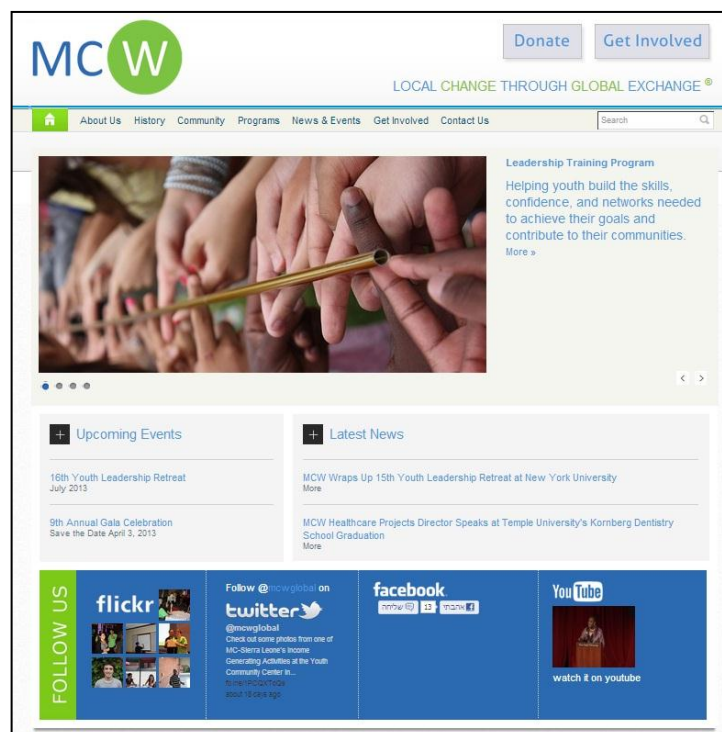 MCW
Donate
Get Involved
LOCAL CHANGE THROUGH GLOBAL EXCHANGE ®
About Us History Community Programs News & Events Get Involved Contact Us
Search
Leadership Training Program
Helping youth build the skills,
confidence, and networks needed
to achieve their goals and
contribute to their communities.
More »
Upcoming Events
16th Youth Leadership Retreat
July 2013
9th Annual Gala Celebration
Save the Date April 3, 2013
Latest News
MCW Wraps Up 15th Youth Leadership Retreat at New York University
More
MCW Healthcare Projects Director Speaks at Temple University's Kornberg Dentistry
School Graduation
More
FOLLOW US
flickr
Follow @mcwglobal on
twitter
@mcwglobal
Check out some photos from one of
MC-Sierra Leone's Income
Generating Activities at the Youth
Community Center in...
about 18 days ago
facebook
שליחה 13 אהבתי
YouTube
watch it on youtube